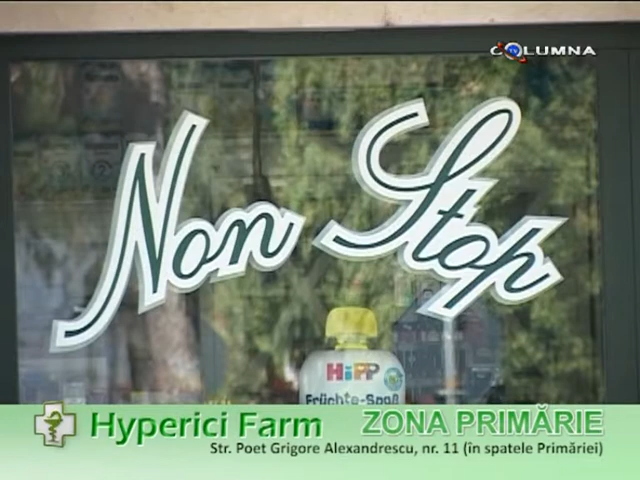 COLUMNA
TV
Non Stop
HiPP
Früchte-Spaß
Hyperici Farm
ZONA PRIMĂRIE
Str. Poet Grigore Alexandrescu, nr. 11 (în spatele Primăriei)